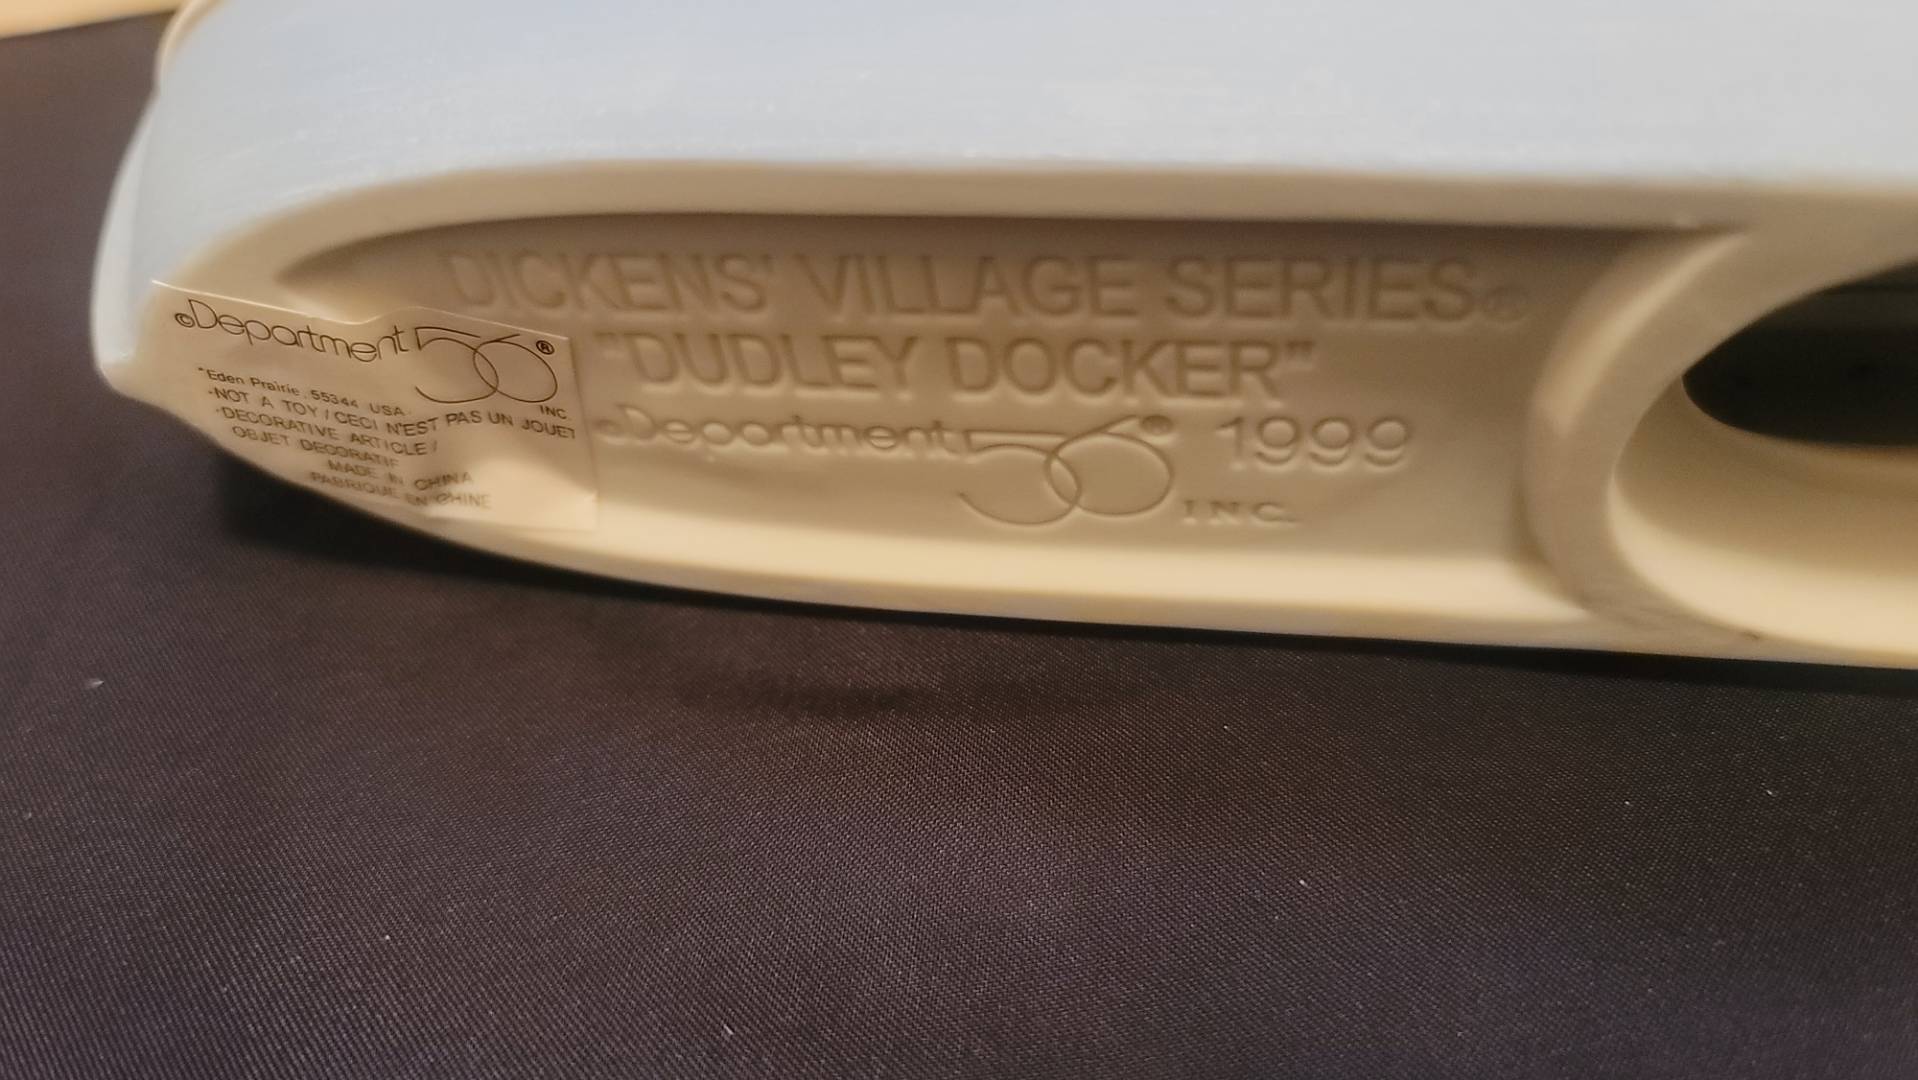 DICKENS' VILLAGE SERIES®
"DUDLEY DOCKER"
©Department 56® 1999
INC.
©Department 56®
INC.
Eden Prairie, 55344 USA
NOT A TOY / CECI N'EST PAS UN JOUET
DECORATIVE ARTICLE /
OBJET DECORATIF
MADE IN CHINA
FABRIQUE EN CHINE